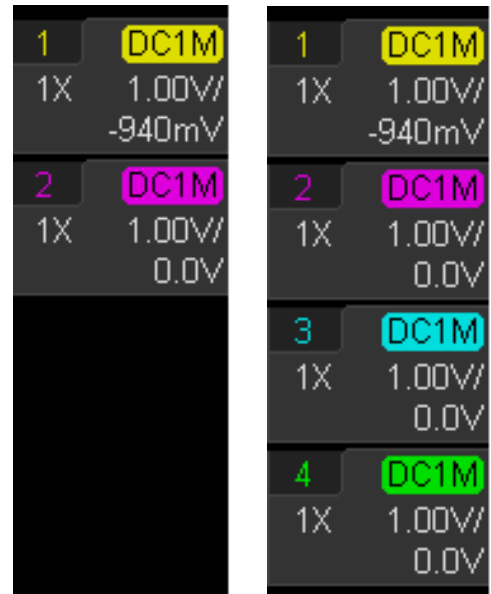 1 DC1M
1X 1.00V/
-940mV
2 DC1M
1X 1.00V/
0.0V
1 DC1M
1X 1.00V/
-940mV
2 DC1M
1X 1.00V/
0.0V
3 DC1M
1X 1.00V/
0.0V
4 DC1M
1X 1.00V/
0.0V